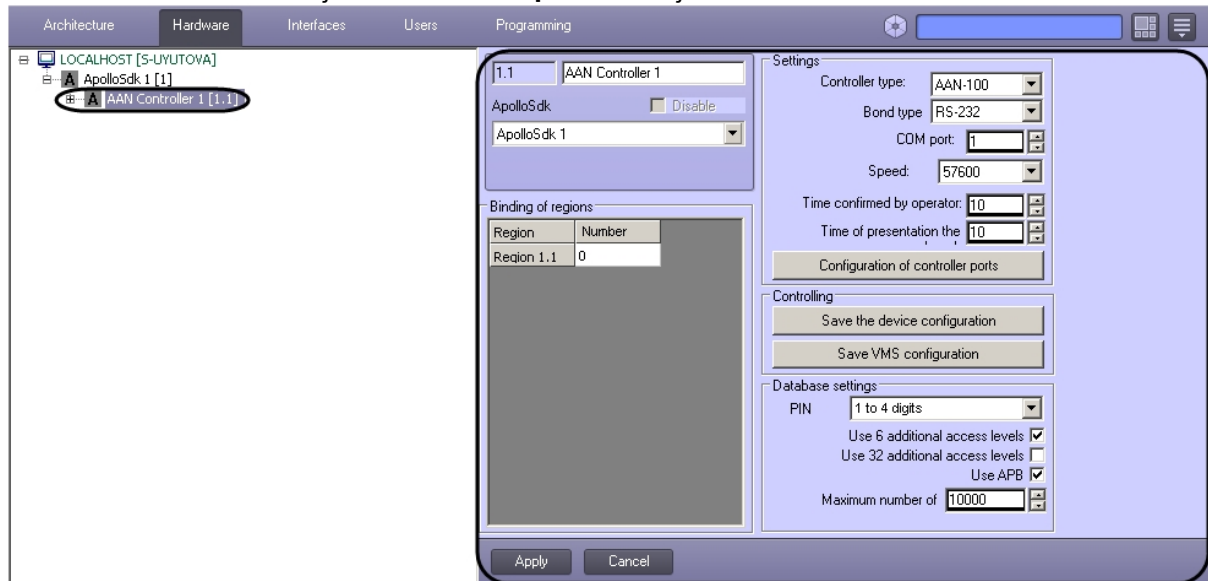 Architecture Hardware Interfaces Users Programming
LOCALHOST [S-UYUTOVA]
ApolloSdk 1 [1]
AAN Controller 1 [1.1]
1.1 AAN Controller 1
ApolloSdk Disable
ApolloSdk 1
Binding of regions
Region Number
Region 1.1 0
Settings
Controller type: AAN-100
Bond type RS-232
COM port: 1
Speed: 57600
Time confirmed by operator: 10
Time of presentation the 10
Configuration of controller ports
Controlling
Save the device configuration
Save VMS configuration
Database settings
PIN 1 to 4 digits
Use 6 additional access levels
Use 32 additional access levels
Use APB
Maximum number of 10000
Apply Cancel